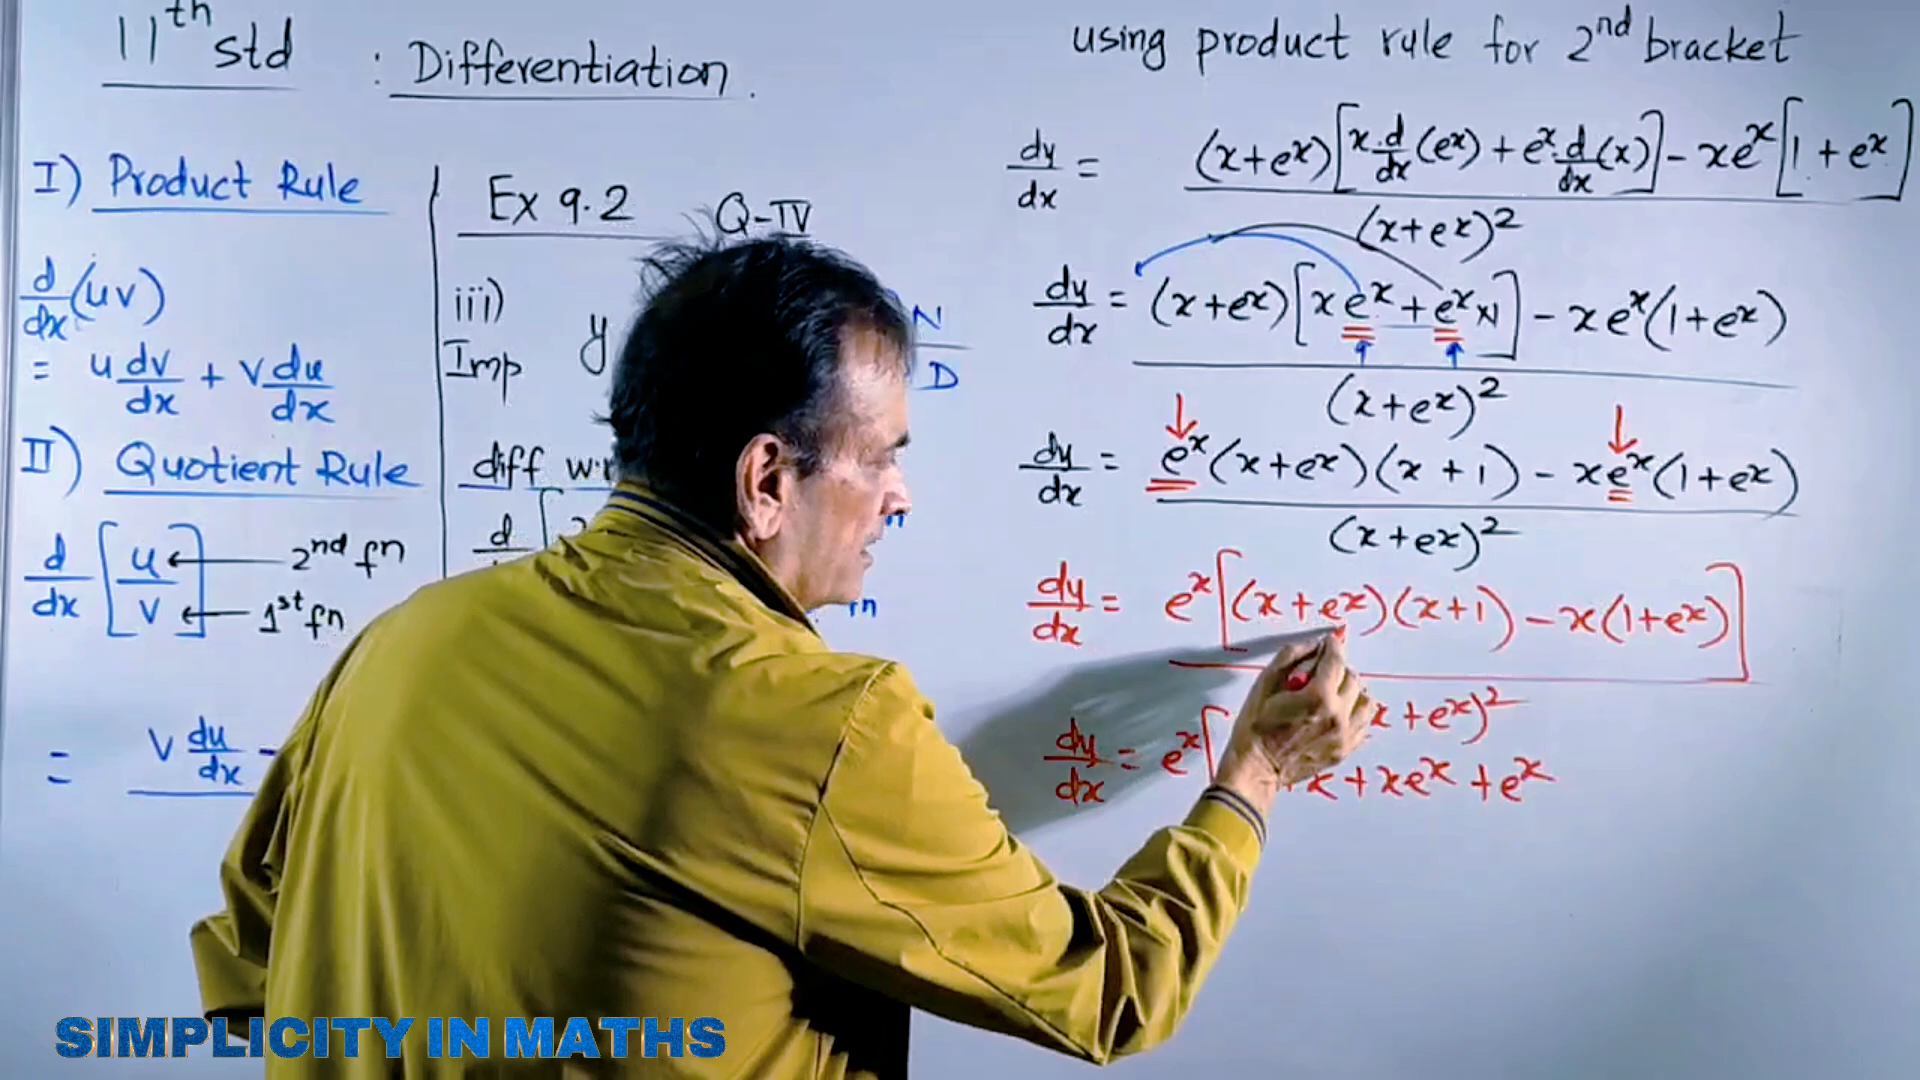 11th std : Differentiation.
I) Product Rule
d/dx (uv)
= u dv/dx + v du/dx
II) Quotient Rule
d/dx [u/v] ← 2nd fn
← 1st fn
= v du/dx -
Ex 9.2 Q-IV
iii)
Imp y
N
D
diff w.r
d
using product rule for 2nd bracket
dy/dx = (x+e^x)[x.d/dx(e^x) + e^x.d/dx(x)] - xe^x[1 + e^x]
(x+e^x)^2
dy/dx = (x+e^x)[x e^x + e^x x1] - x e^x(1+e^x)
(x+e^x)^2
dy/dx = e^x(x+e^x)(x+1) - xe^x(1+e^x)
(x+e^x)^2
dy/dx = e^x[(x+e^x)(x+1) - x(1+e^x)]
x+e^x)^2
dy/dx = e^x[ + x + xe^x + e^x
SIMPLICITY IN MATHS